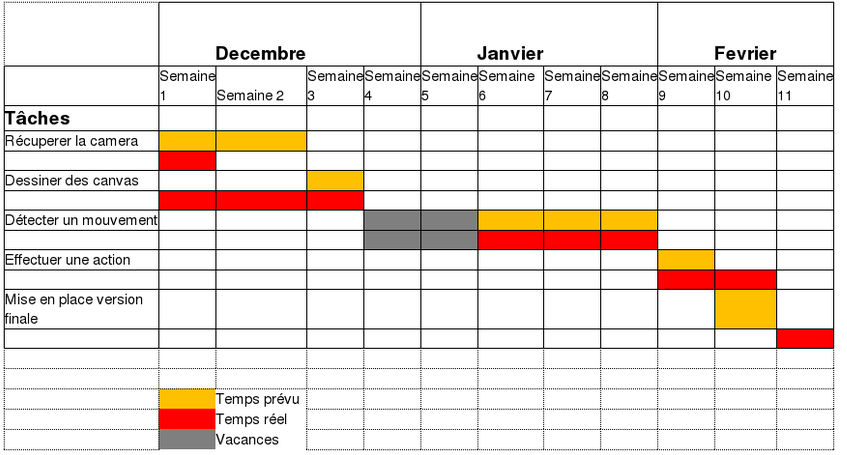 Decembre Janvier Fevrier
Semaine 1 Semaine 2 Semaine 3 Semaine 4 Semaine 5 Semaine 6 Semaine 7 Semaine 8 Semaine 9 Semaine 10 Semaine 11
Tâches
Récuperer la camera
Dessiner des canvas
Détecter un mouvement
Effectuer une action
Mise en place version
finale
Temps prévu
Temps réel
Vacances